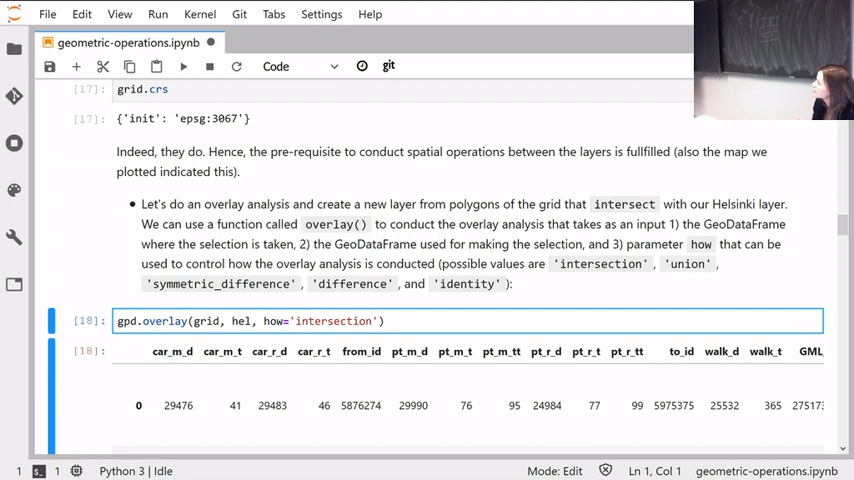 File Edit View Run Kernel Git Tabs Settings Help
geometric-operations.ipynb
Code git
[17]: grid.crs
[17]: {'init': 'epsg:3067'}
Indeed, they do. Hence, the pre-requisite to conduct spatial operations between the layers is fullfilled (also the map we
plotted indicated this).
Let's do an overlay analysis and create a new layer from polygons of the grid that intersect with our Helsinki layer.
We can use a function called overlay() to conduct the overlay analysis that takes as an input 1) the GeoDataFrame
where the selection is taken, 2) the GeoDataFrame used for making the selection, and 3) parameter how that can be
used to control how the overlay analysis is conducted (possible values are 'intersection', 'union',
'symmetric_difference', 'difference', and 'identity'):
[18]: gpd.overlay(grid, hel, how='intersection')
[18]: car_m_d car_m_t car_r_d car_r_t from_id pt_m_d pt_m_t pt_m_tt pt_r_d pt_r_t pt_r_tt to_id walk_d walk_t GML_
0 29476 41 29483 46 5876274 29990 76 95 24984 77 99 5975375 25532 365 27517
1 1 Python 3 | Idle Mode: Edit Ln 1, Col 1 geometric-operations.ipynb